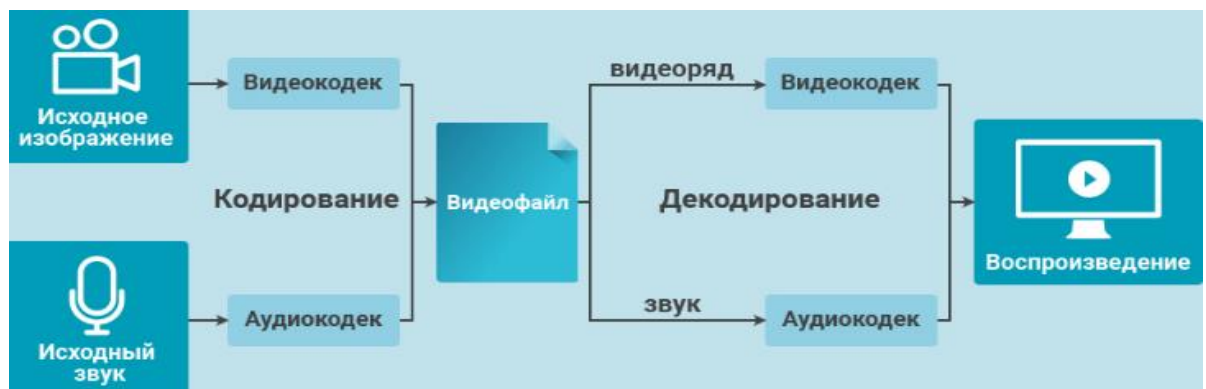 Исходное
изображение
Видеокодек
видеоряд
Видеокодек
Кодирование
Видеофайл
Декодирование
Воспроизведение
Исходный
звук
Аудиокодек
звук
Аудиокодек